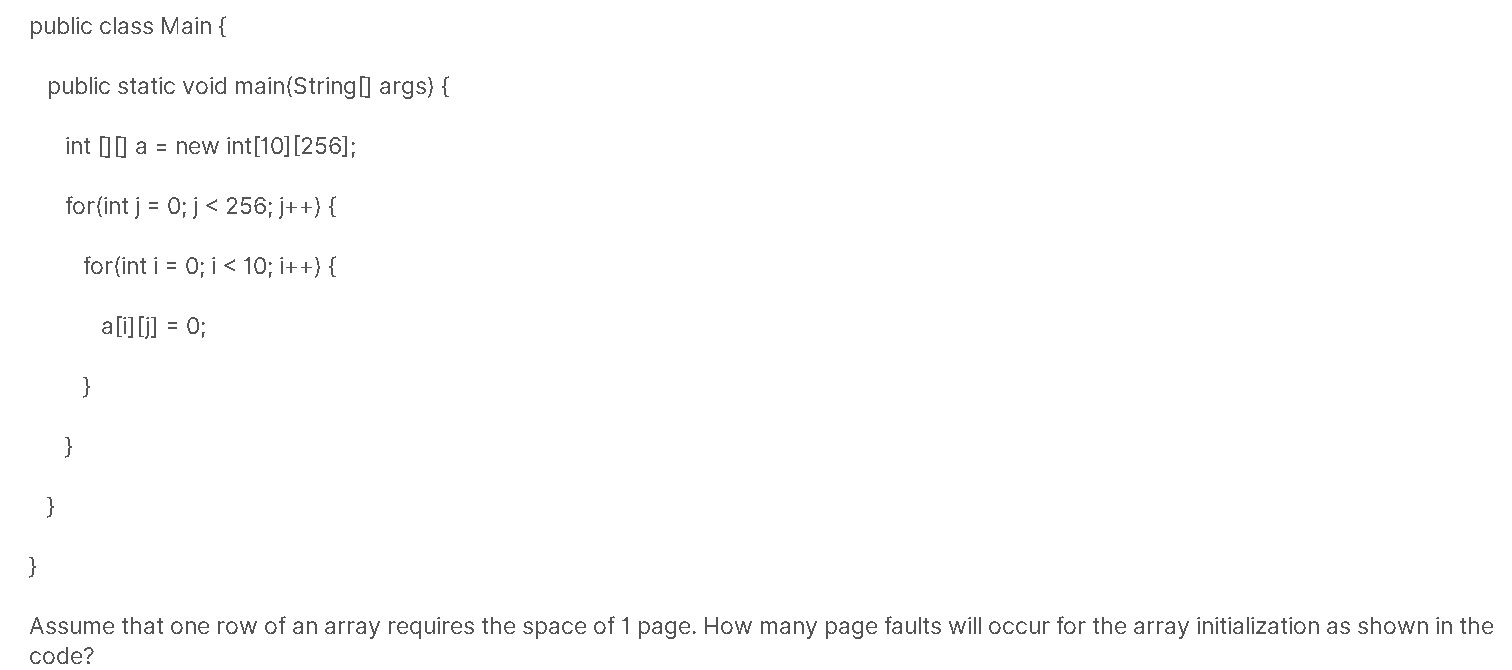 public class Main {
public static void main(String[] args) {
int [][] a = new int[10][256];
for(int j = 0; j < 256; j++) {
for(int i = 0; i < 10; i++) {
a[i][j] = 0;
}
}
}
}
Assume that one row of an array requires the space of 1 page. How many page faults will occur for the array initialization as shown in the
code?